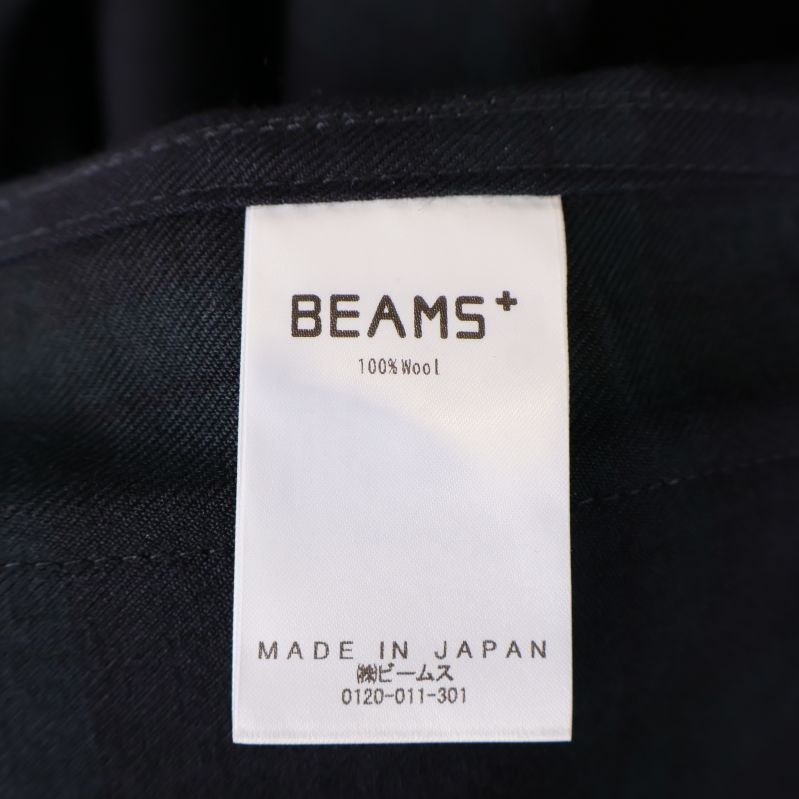 BEAMS+
100%Wool
MADE IN JAPAN
㈱ビームス
0120-011-301